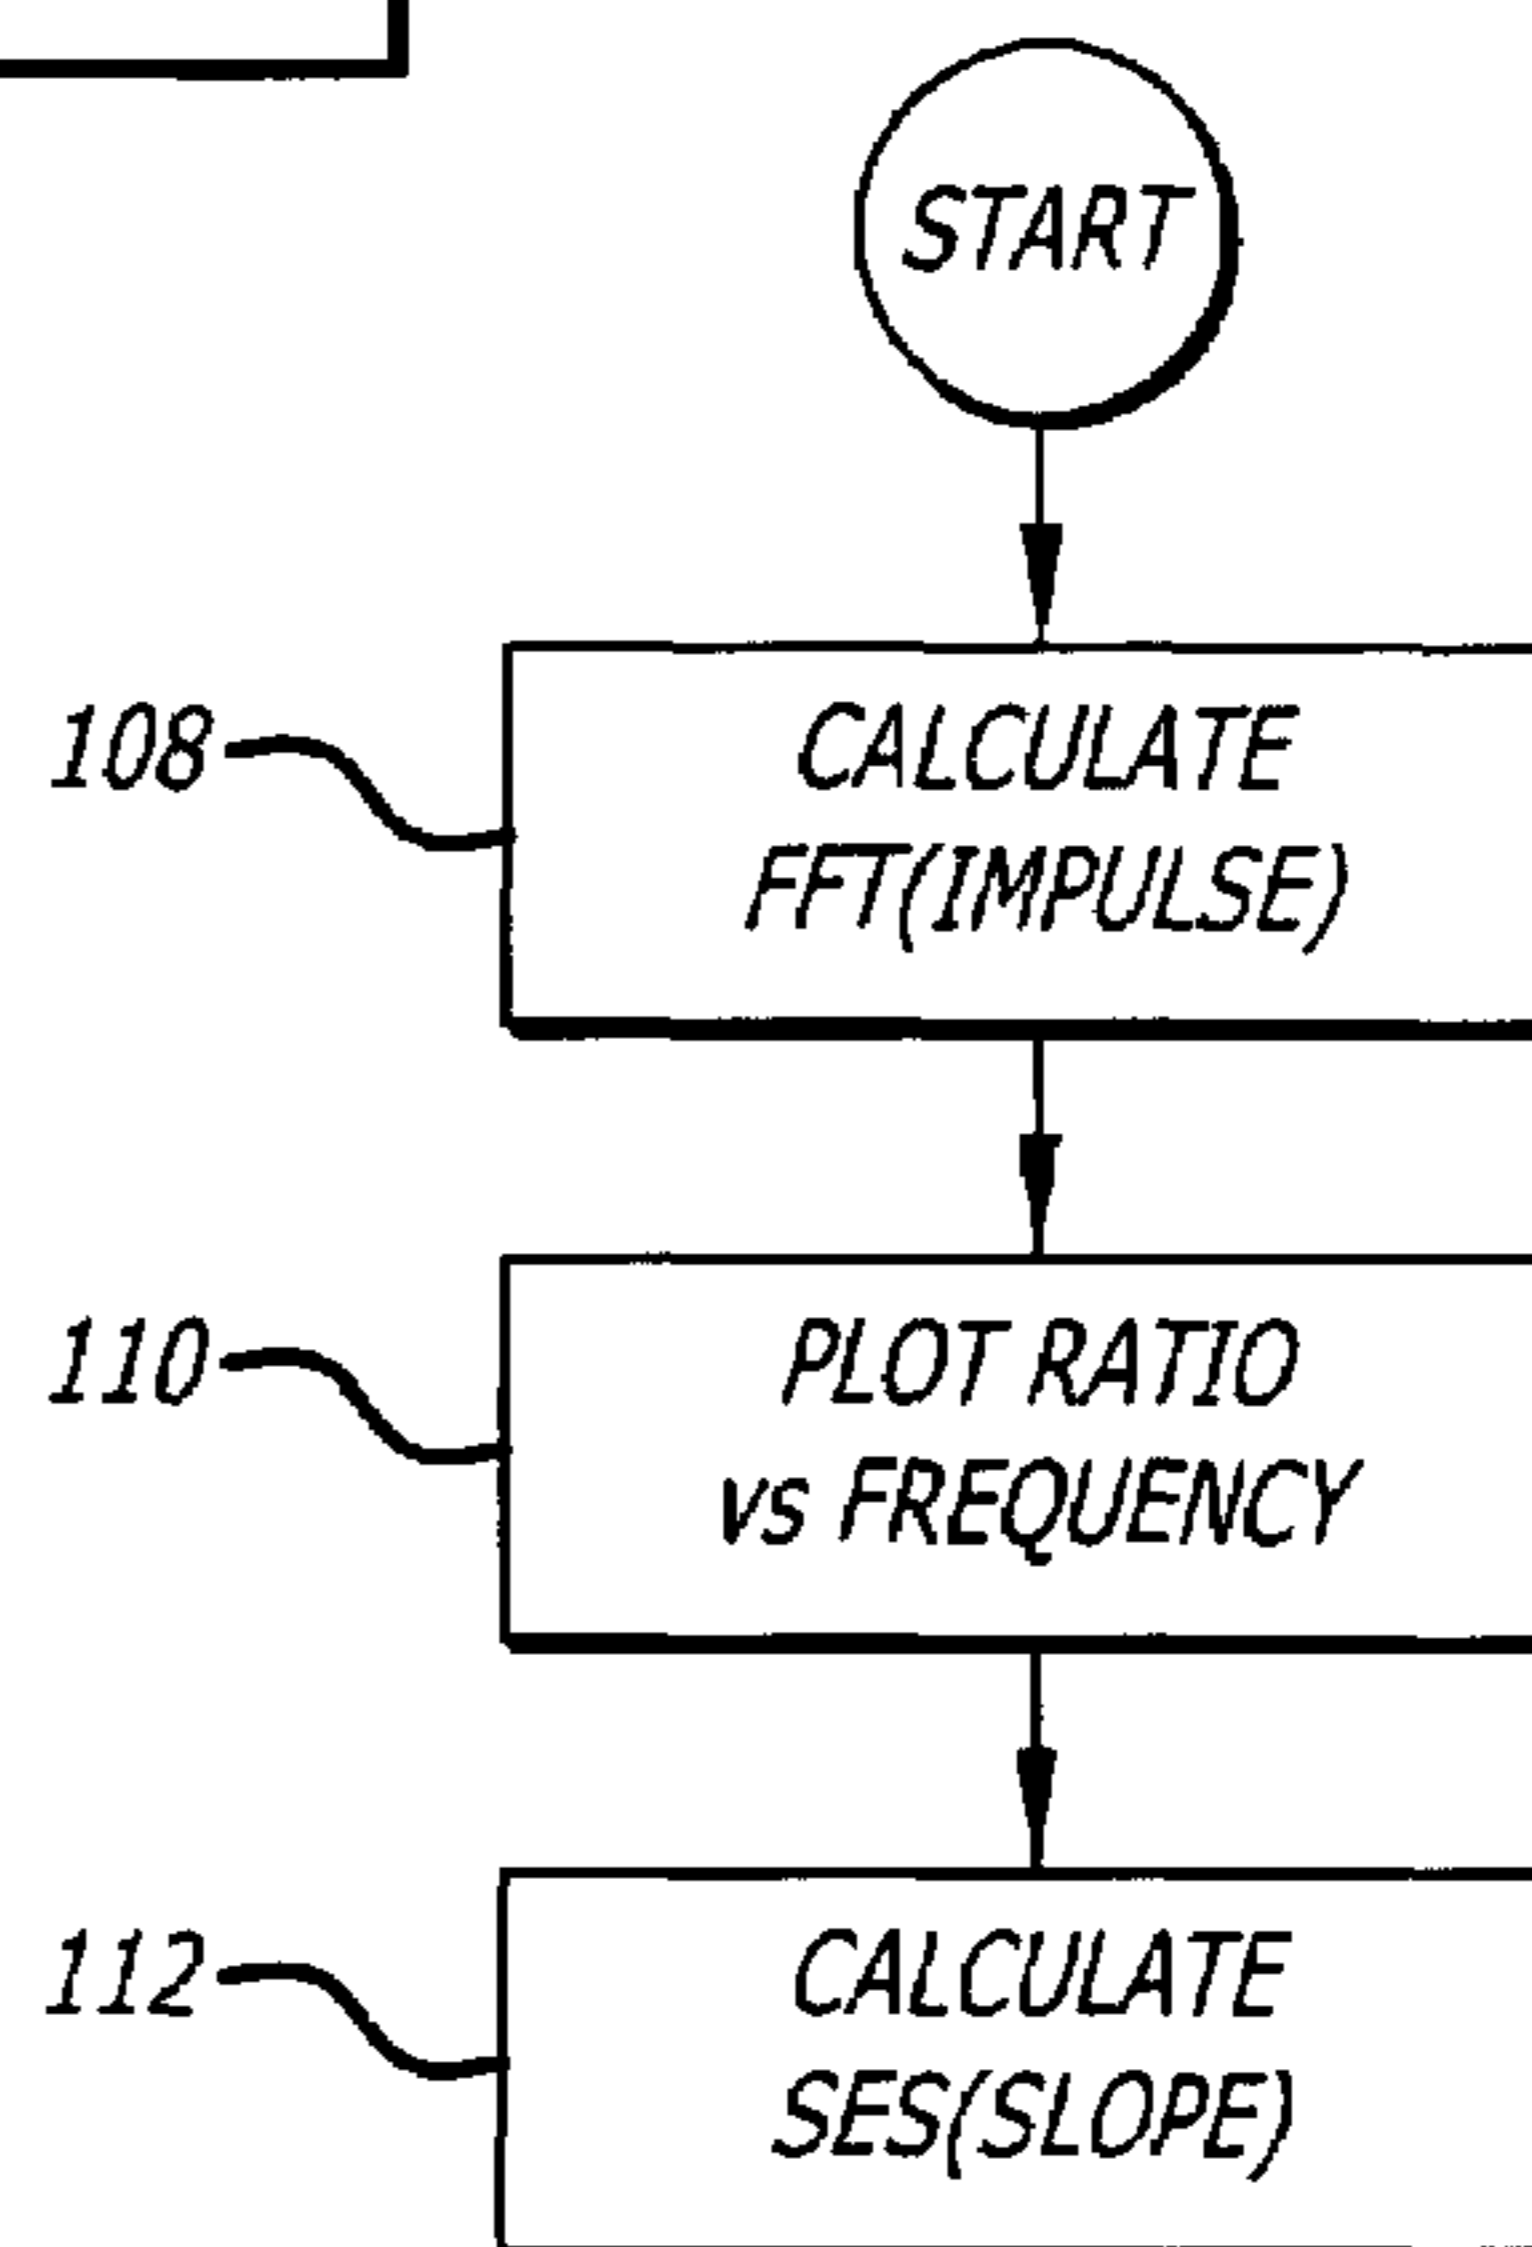 START
108
CALCULATE
FFT(IMPULSE)
110
PLOT RATIO
vs FREQUENCY
112
CALCULATE
SES(SLOPE)